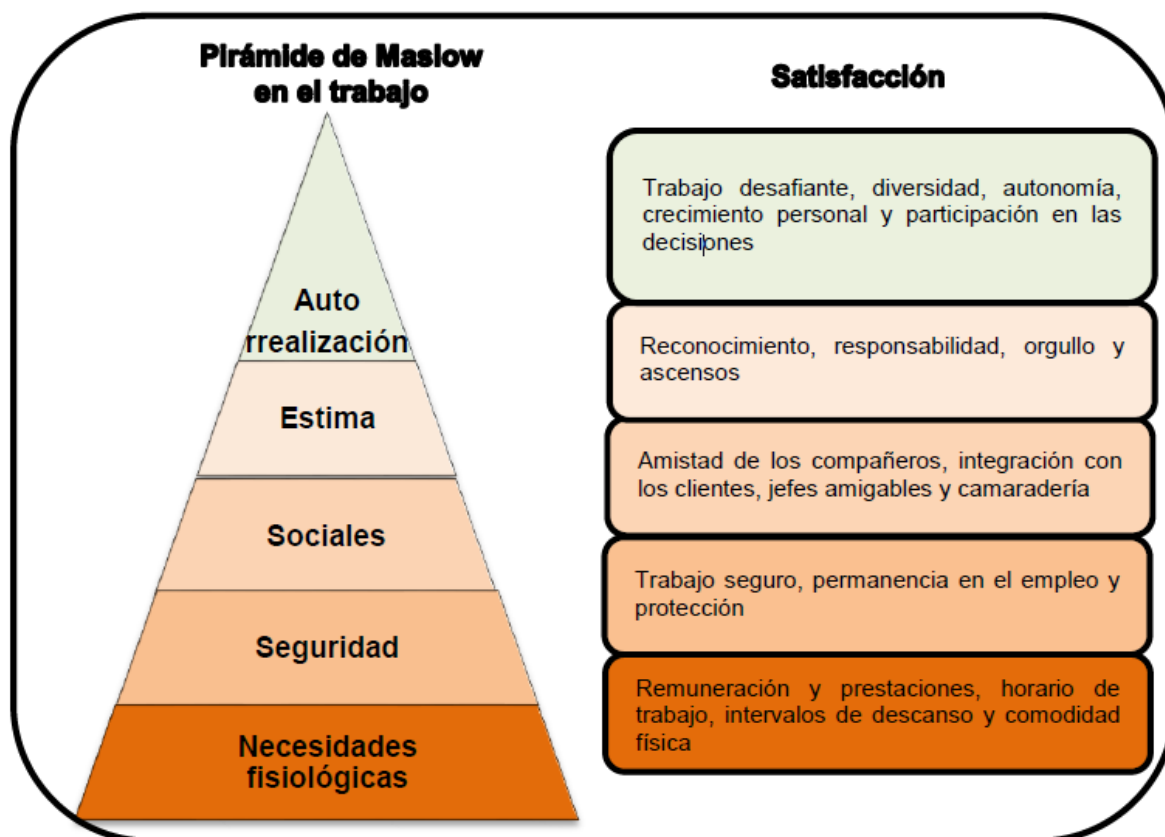 Pirámide de Maslow
en el trabajo
Satisfacción
Auto
rrealización
Trabajo desafiante, diversidad, autonomía,
crecimiento personal y participación en las
decisiones
Estima
Reconocimiento, responsabilidad, orgullo y
ascensos
Sociales
Amistad de los compañeros, integración con
los clientes, jefes amigables y camaradería
Seguridad
Trabajo seguro, permanencia en el empleo y
protección
Necesidades
fisiológicas
Remuneración y prestaciones, horario de
trabajo, intervalos de descanso y comodidad
física